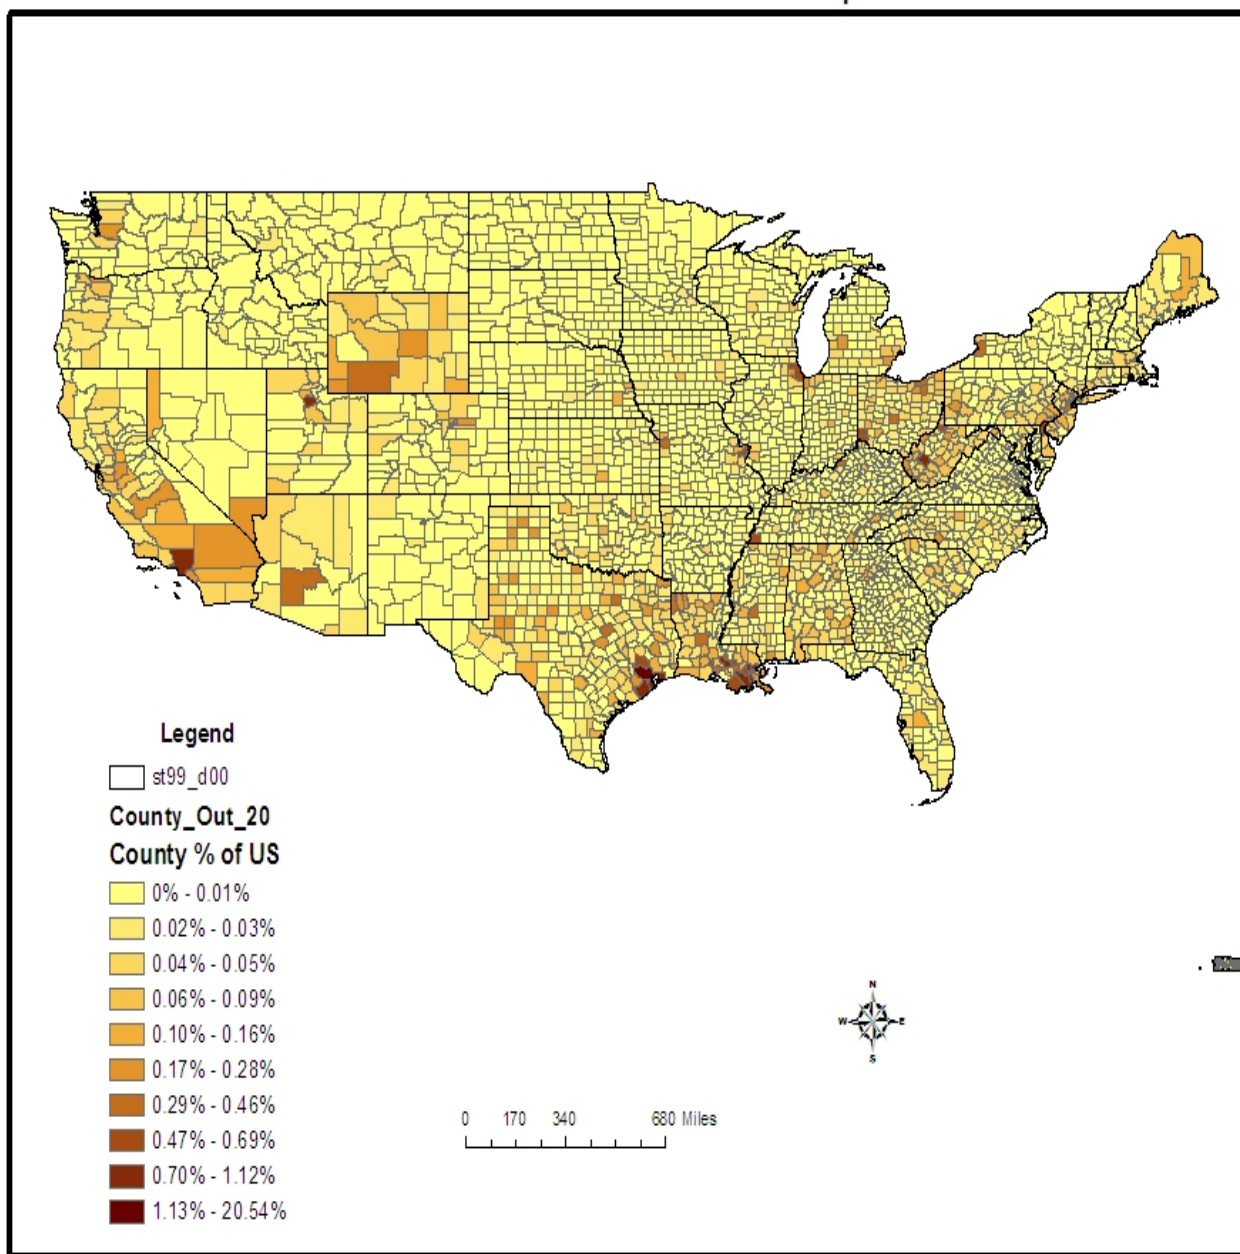 Legend
st99_d00
County_Out_20
County % of US
0% - 0.01%
0.02% - 0.03%
0.04% - 0.05%
0.06% - 0.09%
0.10% - 0.16%
0.17% - 0.28%
0.29% - 0.46%
0.47% - 0.69%
0.70% - 1.12%
1.13% - 20.54%
N
W E
S
0 170 340 680 Miles